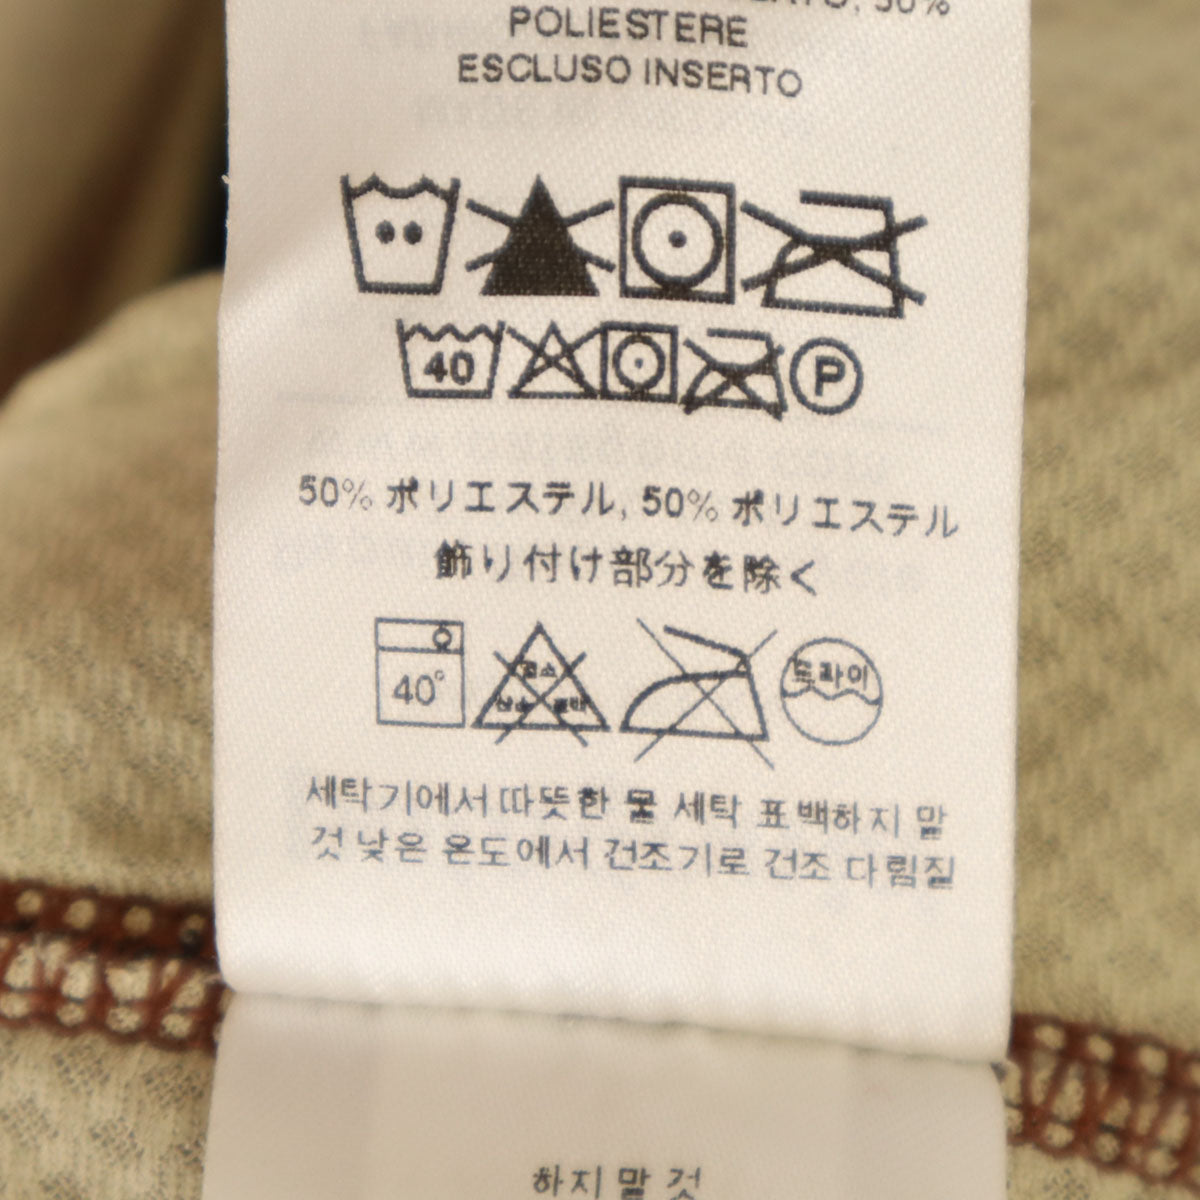 50%
POLIESTERE
ESCLUSO INSERTO
40
P
50% ポリエステル, 50% ポリエステル
飾り付け部分を除く
40°
드라이
세탁기에서 따뜻한 물 세탁 표백하지 말
것 낮은 온도에서 건조기로 건조 다림질
하지 말 것